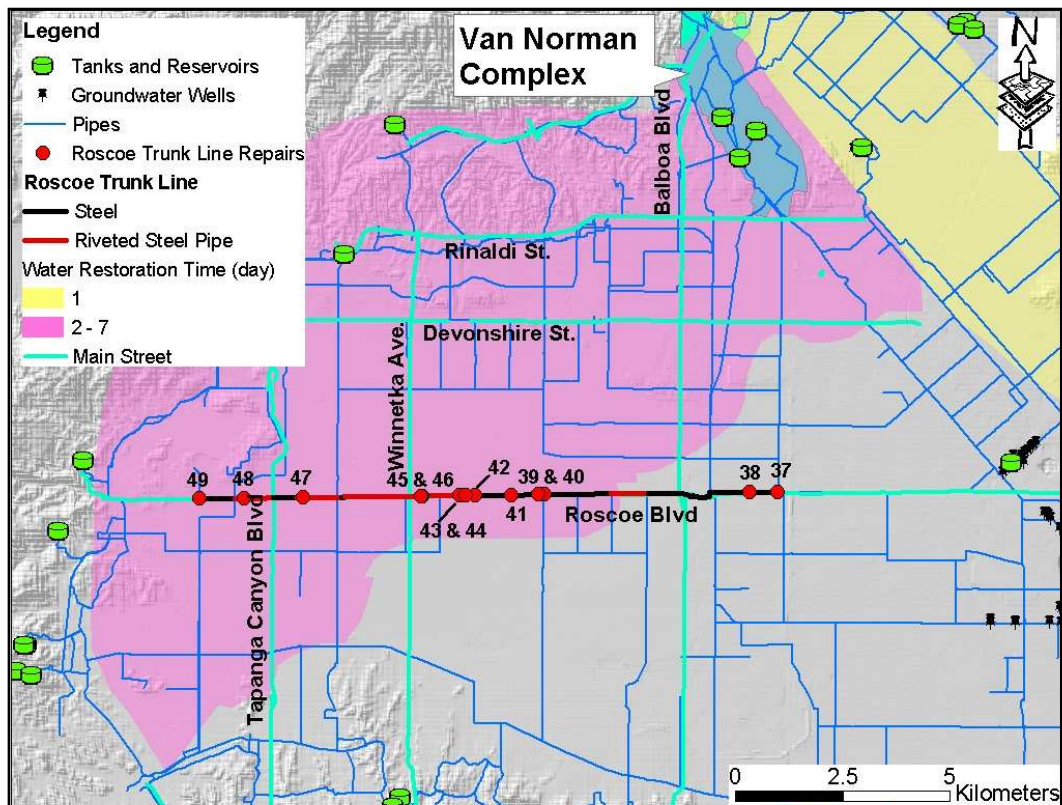 Legend
Tanks and Reservoirs
Groundwater Wells
Pipes
Roscoe Trunk Line Repairs
Roscoe Trunk Line
Steel
Riveted Steel Pipe
Water Restoration Time (day)
1
2 - 7
Main Street
Van Norman
Complex
N
Balboa Blvd
Rinaldi St.
Devonshire St.
Winnetka Ave.
49
48
47
45 & 46
42
39 & 40
38
37
41
43 & 44
Roscoe Blvd
Tapanga Canyon Blvd
0
2.5
5
Kilometers